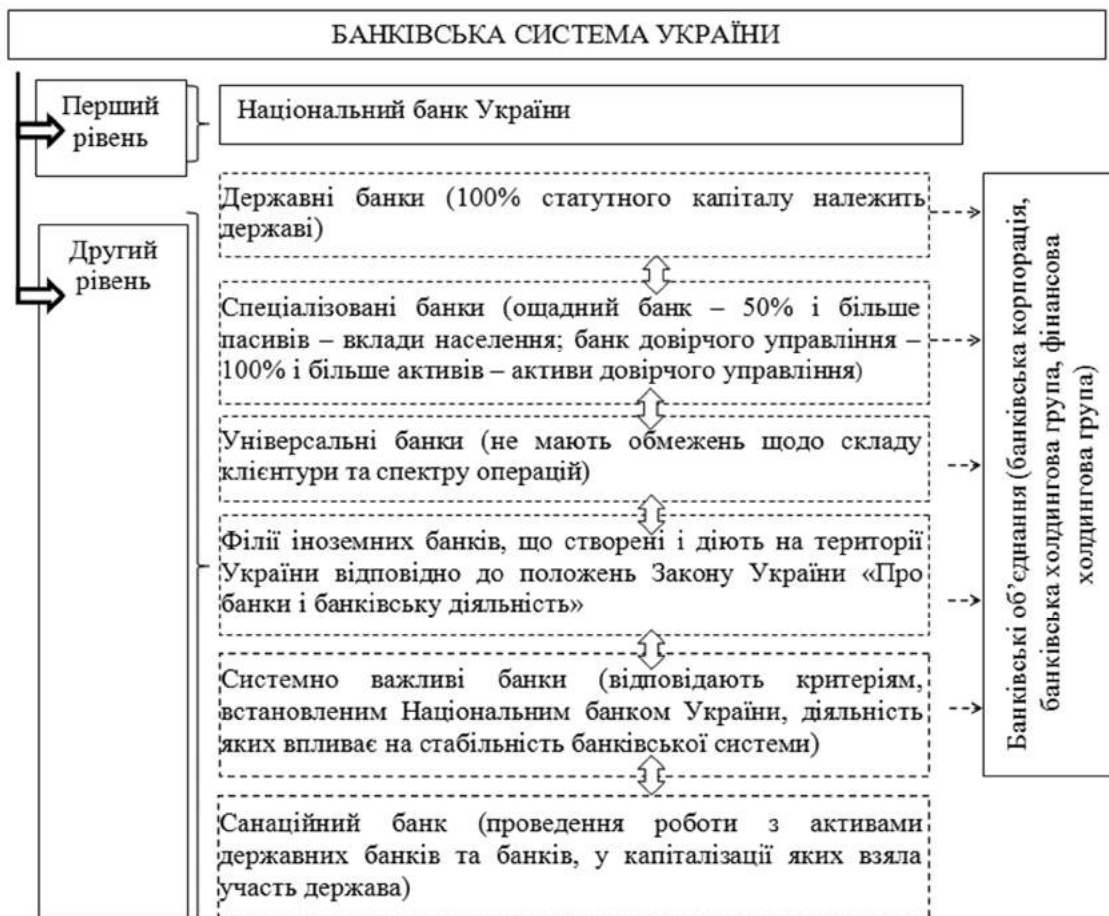 БАНКІВСЬКА СИСТЕМА УКРАЇНИ
Перший
рівень
Національний банк України
Другий
рівень
Державні банки (100% статутного капіталу належить
державі)
Спеціалізовані банки (ощадний банк – 50% і більше
пасивів – вклади населення; банк довірчого управління –
100% і більше активів – активи довірчого управління)
Універсальні банки (не мають обмежень щодо складу
клієнтури та спектру операцій)
Філії іноземних банків, що створені і діють на території
України відповідно до положень Закону України «Про
банки і банківську діяльність»
Системно важливі банки (відповідають критеріям,
встановленим Національним банком України, діяльність
яких впливає на стабільність банківської системи)
Санаційний банк (проведення роботи з активами
державних банків та банків, у капіталізації яких взяла
участь держава)
Банківські об’єднання (банківська корпорація,
банківська холдингова група, фінансова
холдингова група)